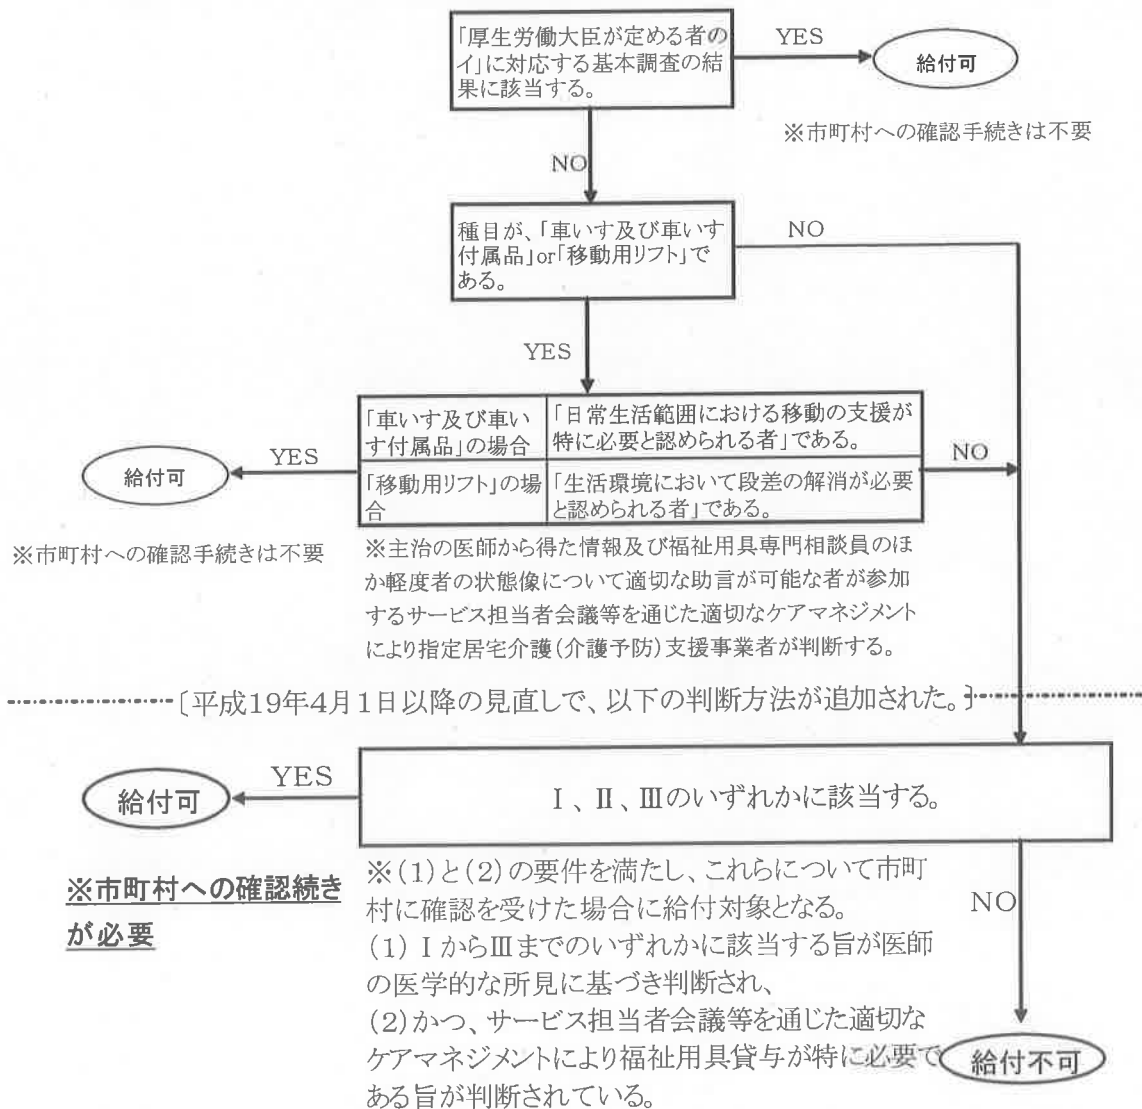 「厚生労働大臣が定める者の
イ」に対応する基本調査の結
果に該当する。
YES
給付可
※市町村への確認手続きは不要
NO
種目が、「車いす及び車いす
付属品」or「移動用リフト」で
ある。
NO
YES
「車いす及び車い
す付属品」の場合
「日常生活範囲における移動の支援が
特に必要と認められる者」である。
「移動用リフト」の場
合
「生活環境において段差の解消が必要
と認められる者」である。
YES
給付可
NO
※市町村への確認手続きは不要
※主治の医師から得た情報及び福祉用具専門相談員のほ
か軽度者の状態像について適切な助言が可能な者が参加
するサービス担当者会議等を通じた適切なケアマネジメント
により指定居宅介護(介護予防)支援事業者が判断する。
〔平成19年4月1日以降の見直しで、以下の判断方法が追加された。〕
Ⅰ、Ⅱ、Ⅲのいずれかに該当する。
YES
給付可
※市町村への確認続き
が必要
※(1)と(2)の要件を満たし、これらについて市町
村に確認を受けた場合に給付対象となる。
(1) ⅠからⅢまでのいずれかに該当する旨が医師
の医学的な所見に基づき判断され、
(2)かつ、サービス担当者会議等を通じた適切な
ケアマネジメントにより福祉用具貸与が特に必要で
ある旨が判断されている。
NO
給付不可